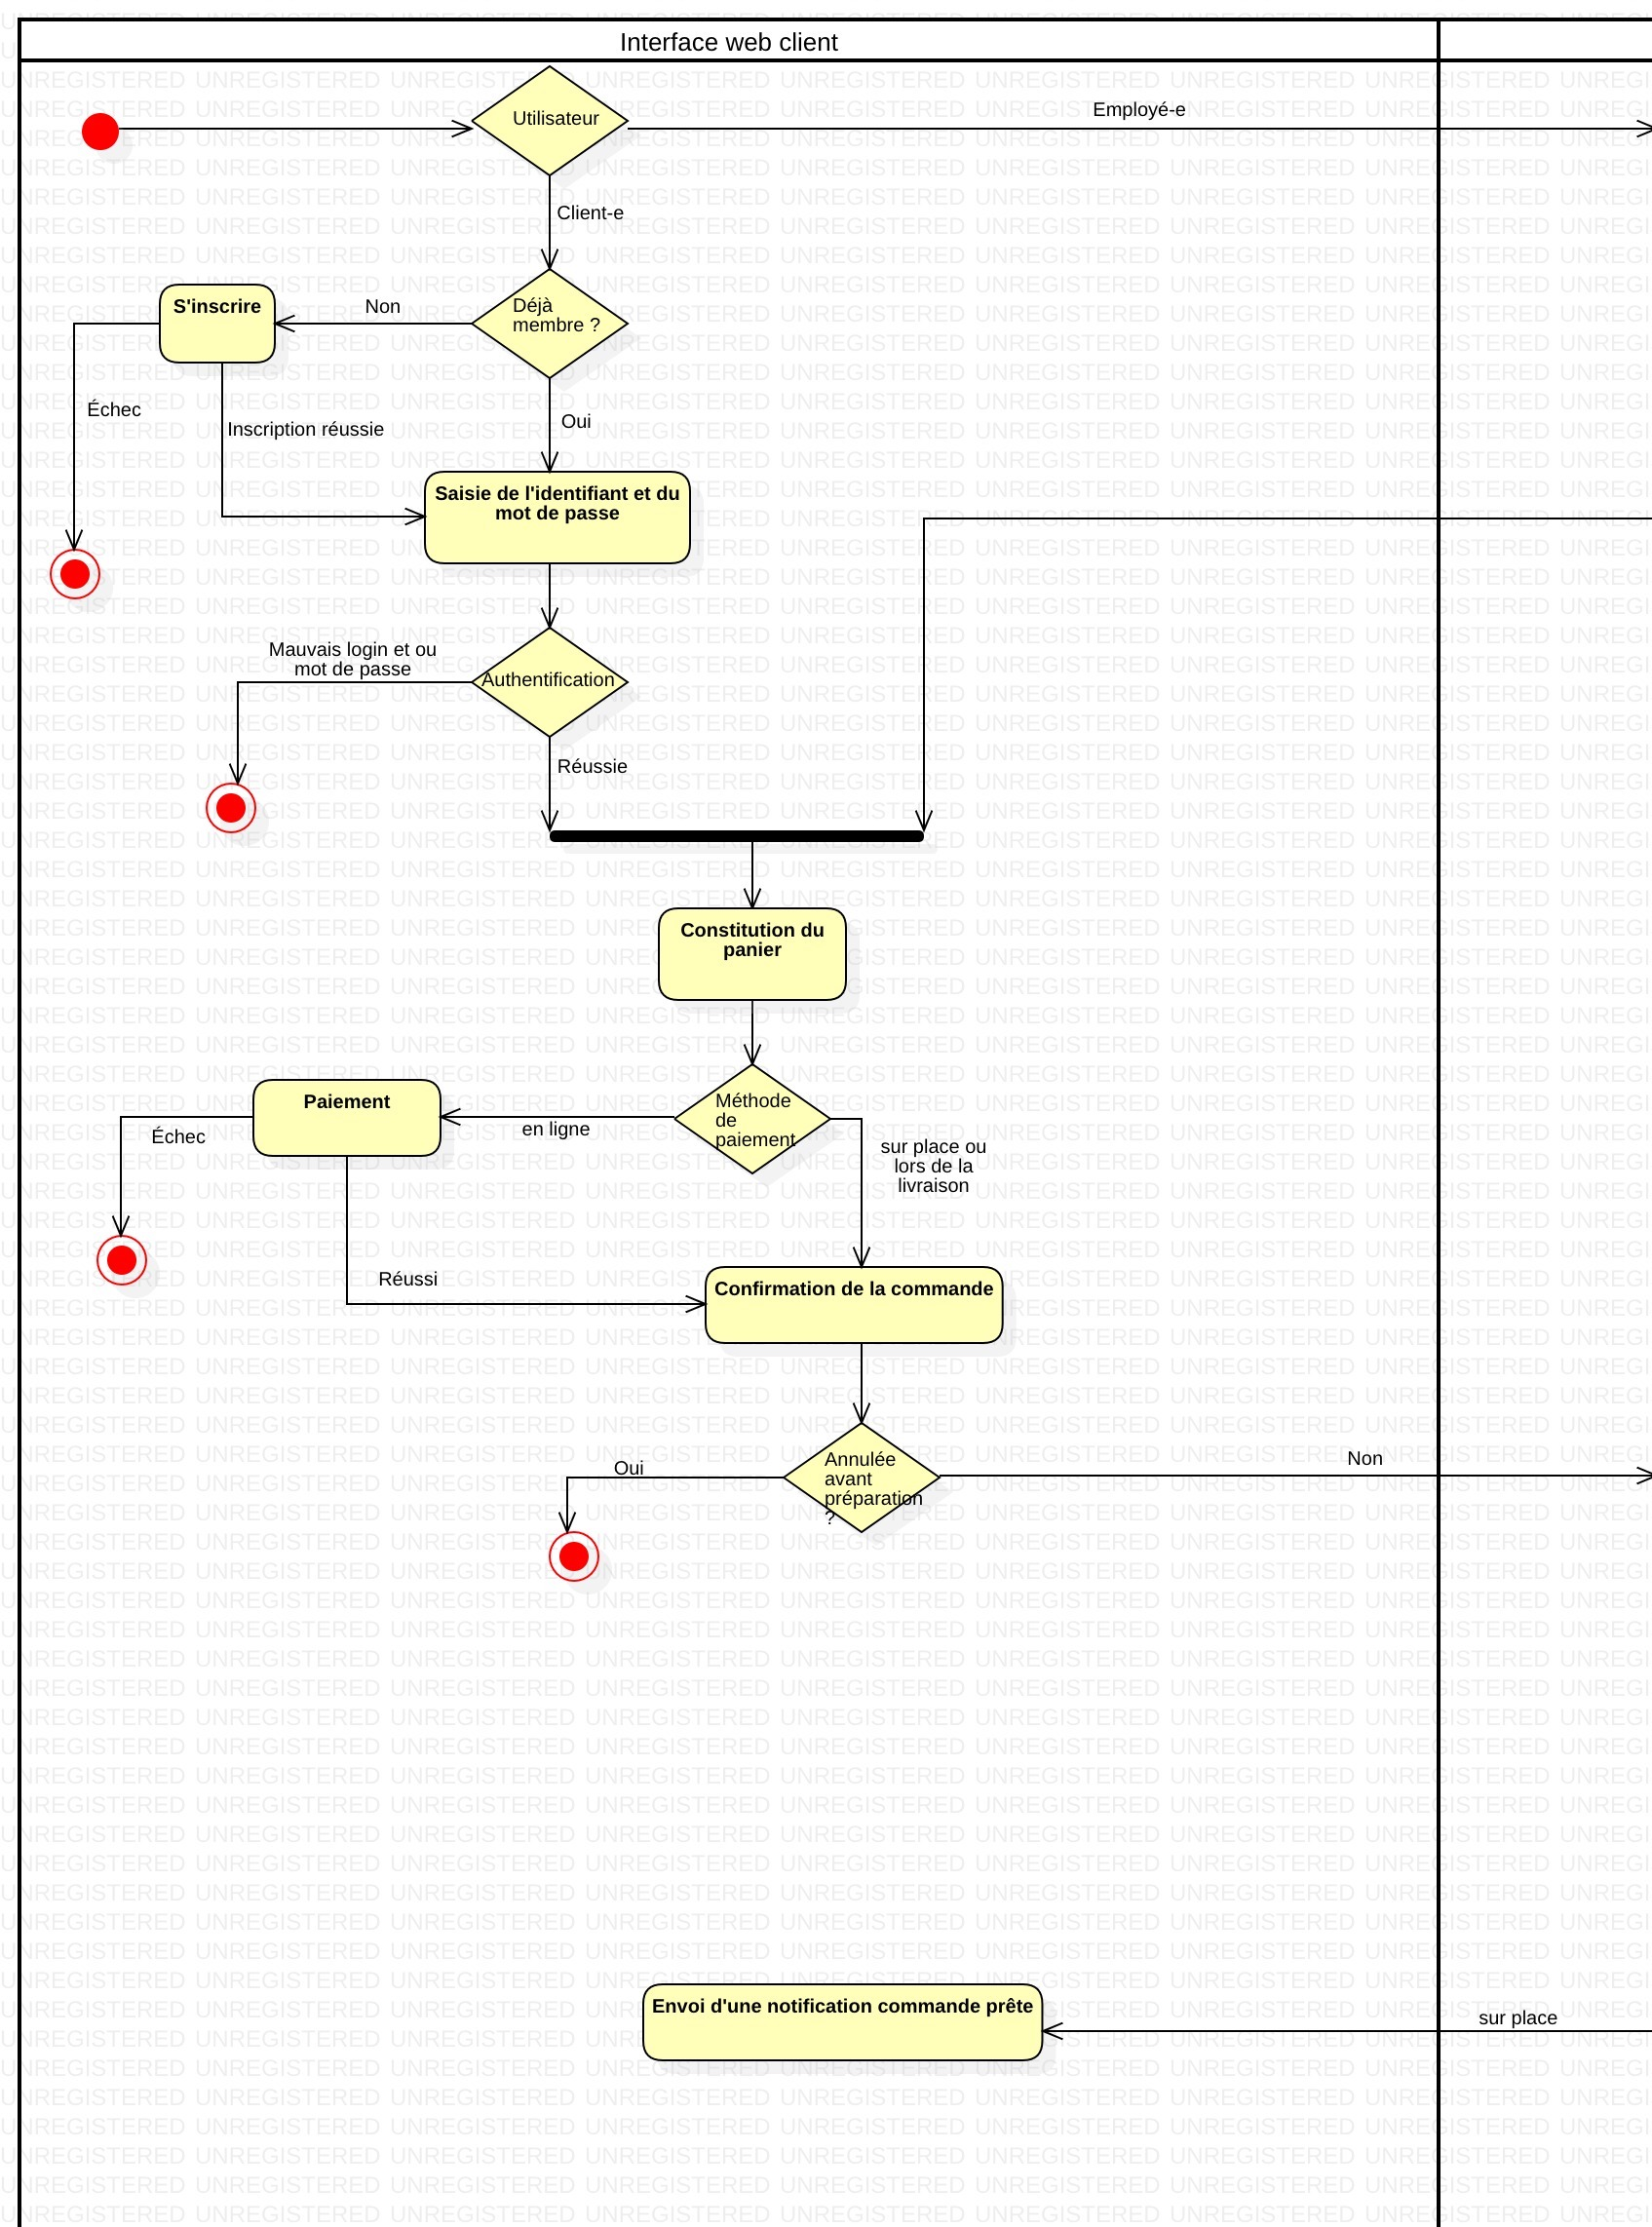 Interface web client
Utilisateur
Employé-e
Client-e
Déjà
membre ?
Non
S'inscrire
Échec
Inscription réussie
Oui
Saisie de l'identifiant et du
mot de passe
Mauvais login et ou
mot de passe
Authentification
Réussie
Constitution du
panier
Méthode
de
paiement
en ligne
Paiement
Échec
sur place ou
lors de la
livraison
Réussi
Confirmation de la commande
Annulée
avant
préparation
?
Oui
Non
Envoi d'une notification commande prête
sur place
UNREGISTERED